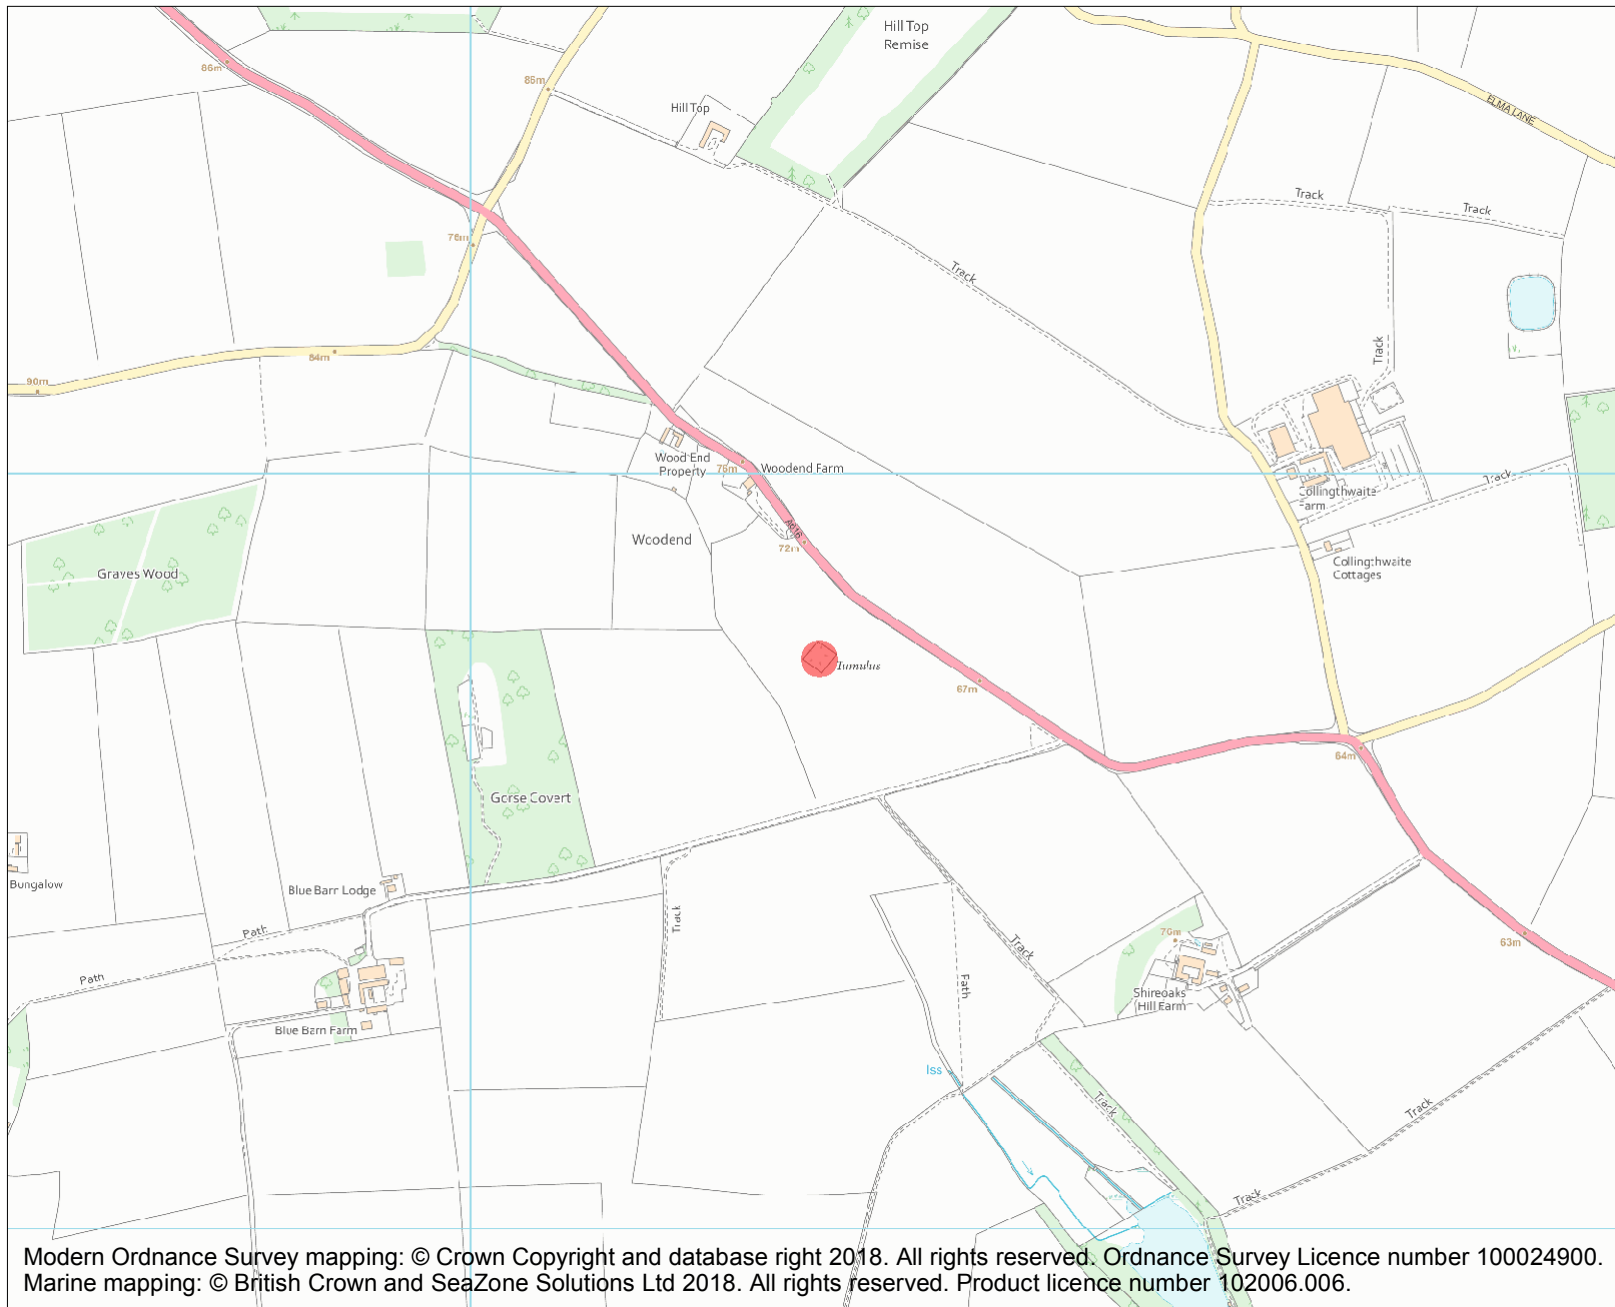 Hill Top
Remise
86m
85m
Hill Top
ELMA LANE
Track
Track
76m
Track
84m
90m
Track
Wood End
Property
76m
Woodend Farm
Track
Collingthwaite
Farm
A616
72m
Woodend
Collingthwaite
Cottages
Graves Wood
Tumulus
67m
64m
Gorse Covert
Bungalow
Blue Barr Lodge
Track
Path
Path
Track
76m
63m
Path
Shireoaks
Hill Farm
Blue Barn Farm
Iss
Track
Track
Track
Modern Ordnance Survey mapping: © Crown Copyright and database right 2018. All rights reserved. Ordnance Survey Licence number 100024900.
Marine mapping: © British Crown and SeaZone Solutions Ltd 2018. All rights reserved. Product licence number 102006.006.